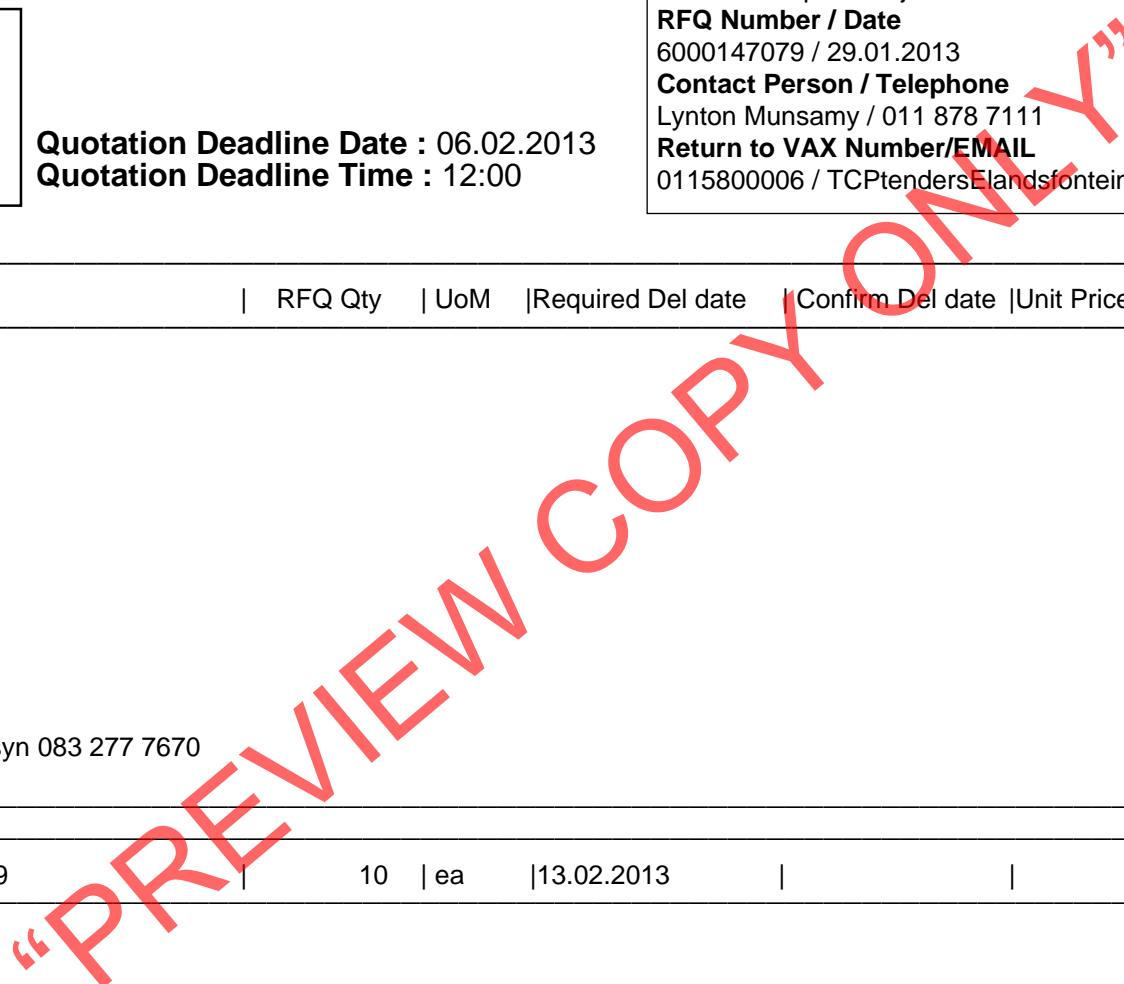 RFQ Number / Date
6000147079 / 29.01.2013
Contact Person / Telephone
Lynton Munsamy / 011 878 7111
Quotation Deadline Date : 06.02.2013
Return to VAX Number/EMAIL
Quotation Deadline Time : 12:00
0115800006 / TCPtendersElandsfontein
| RFQ Qty | UoM |Required Del date | Confirm Del date |Unit Price
syn 083 277 7670
9 | 10 | ea |13.02.2013 | |
“PREVIEW COPY ONLY”